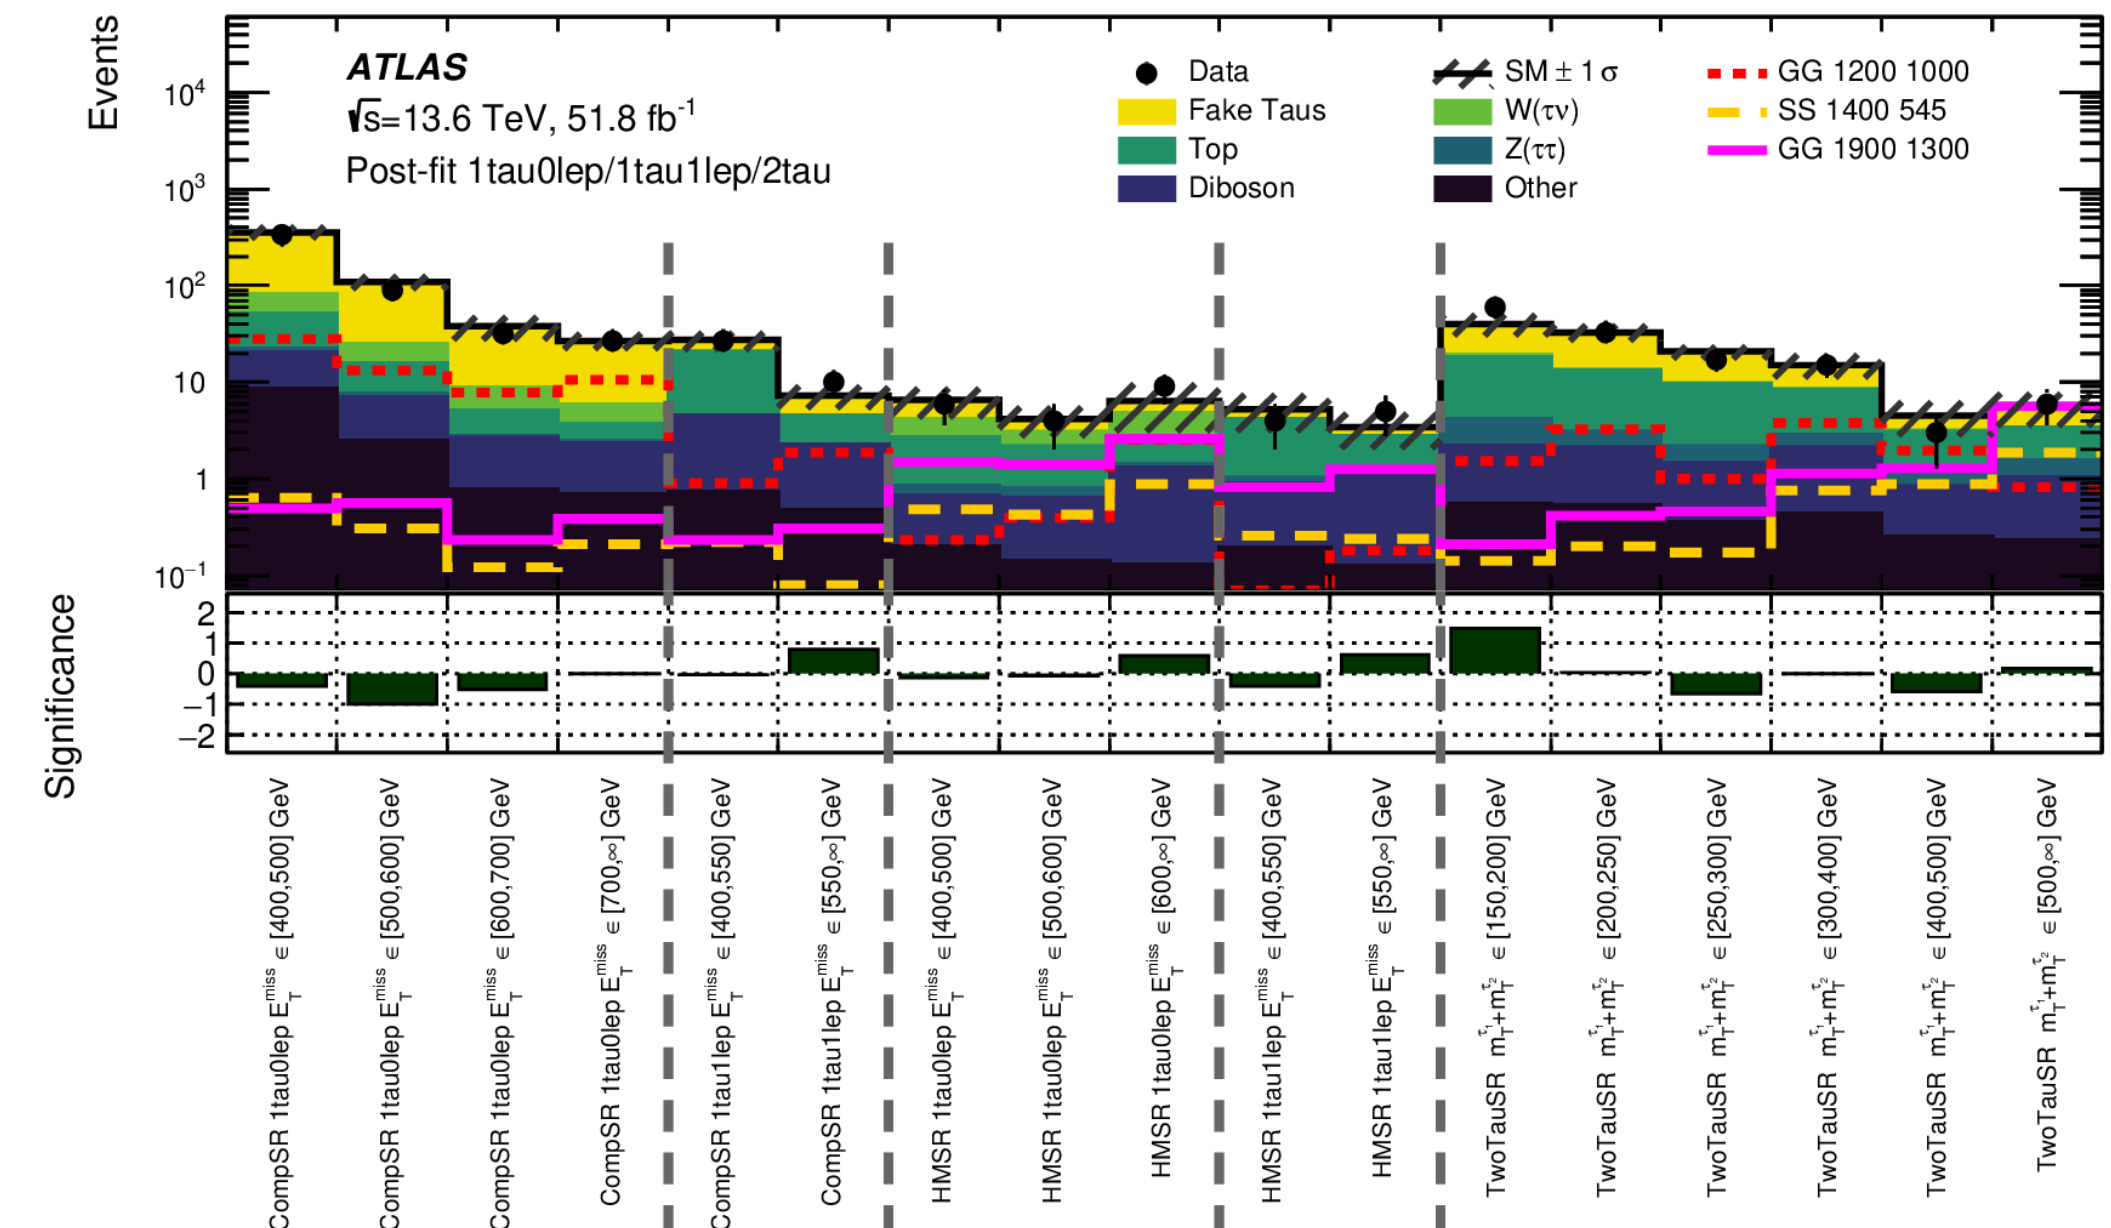 Events
ATLAS
√s=13.6 TeV, 51.8 fb⁻¹
Post-fit 1tau0lep/1tau1lep/2tau
Data
Fake Taus
Top
Diboson
SM ± 1 σ
W(τν)
Z(ττ)
Other
GG 1200 1000
SS 1400 545
GG 1900 1300
10⁴
10³
10²
10
1
10⁻¹
Significance
2
1
0
−1
−2
CompSR 1tau0lep E_T^miss ∈ [400,500] GeV
CompSR 1tau0lep E_T^miss ∈ [500,600] GeV
CompSR 1tau0lep E_T^miss ∈ [600,700] GeV
CompSR 1tau0lep E_T^miss ∈ [700,∞] GeV
CompSR 1tau1lep E_T^miss ∈ [400,550] GeV
CompSR 1tau1lep E_T^miss ∈ [550,∞] GeV
HMSR 1tau0lep E_T^miss ∈ [400,500] GeV
HMSR 1tau0lep E_T^miss ∈ [500,600] GeV
HMSR 1tau0lep E_T^miss ∈ [600,∞] GeV
HMSR 1tau1lep E_T^miss ∈ [400,550] GeV
HMSR 1tau1lep E_T^miss ∈ [550,∞] GeV
TwoTauSR m_T^τ₁+m_T^τ₂ ∈ [150,200] GeV
TwoTauSR m_T^τ₁+m_T^τ₂ ∈ [200,250] GeV
TwoTauSR m_T^τ₁+m_T^τ₂ ∈ [250,300] GeV
TwoTauSR m_T^τ₁+m_T^τ₂ ∈ [300,400] GeV
TwoTauSR m_T^τ₁+m_T^τ₂ ∈ [400,500] GeV
TwoTauSR m_T^τ₁+m_T^τ₂ ∈ [500,∞] GeV